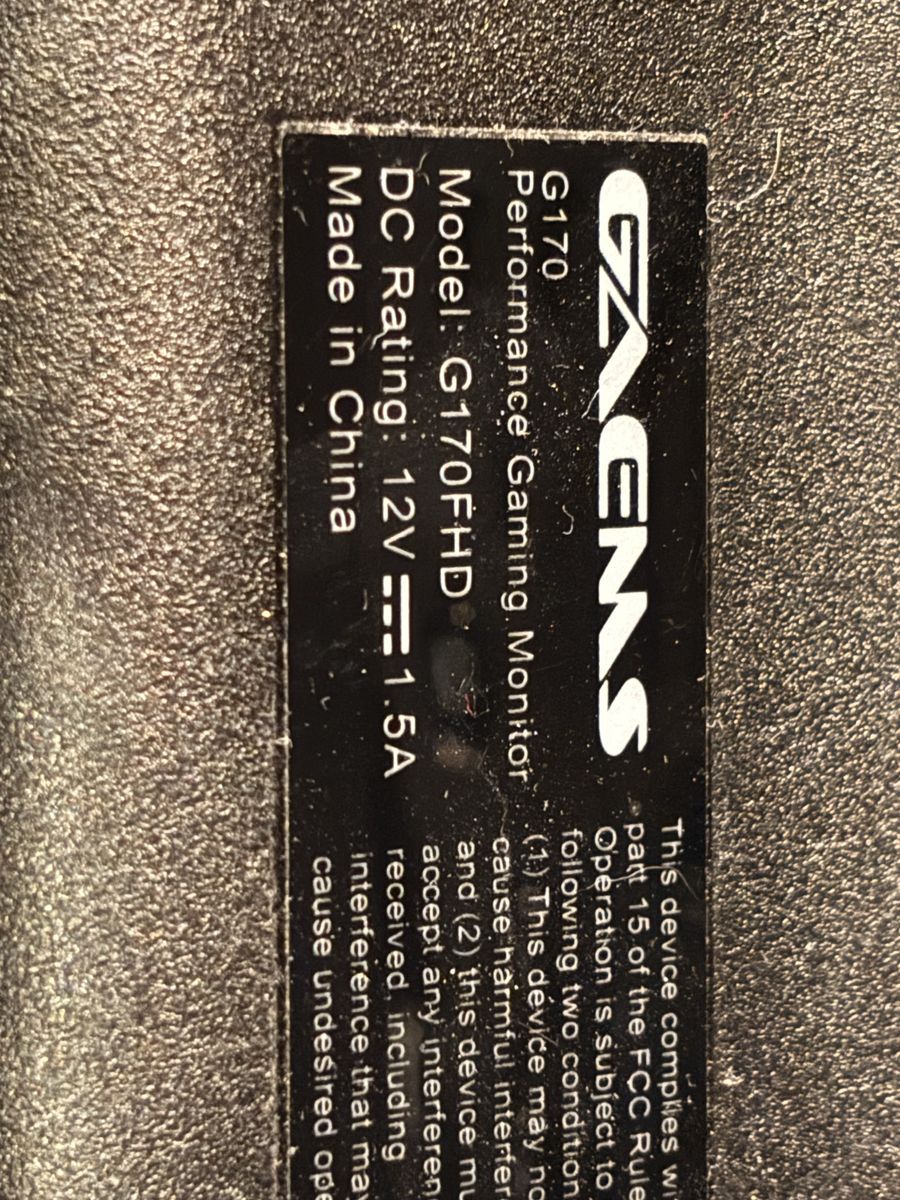 GAEMS
G170
Performance Gaming Monitor
Model: G170FHD
DC Rating: 12V⎓1.5A
Made in China
This device complies
part 15 of the FCC
Operation is subject to
following two
(1) This device may
cause harmful
and (2) this device
accept any
received, including
interference that may
cause undesired